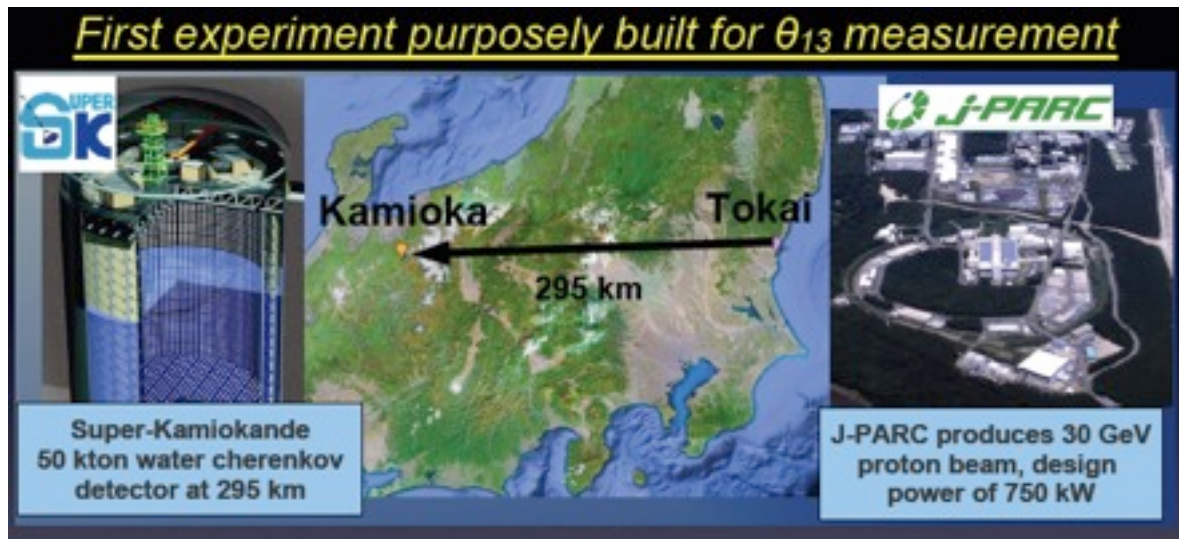 First experiment purposely built for θ13 measurement
SUPER
SK
J-PARC
Kamioka
Tokai
295 km
Super-Kamiokande
50 kton water cherenkov
detector at 295 km
J-PARC produces 30 GeV
proton beam, design
power of 750 kW